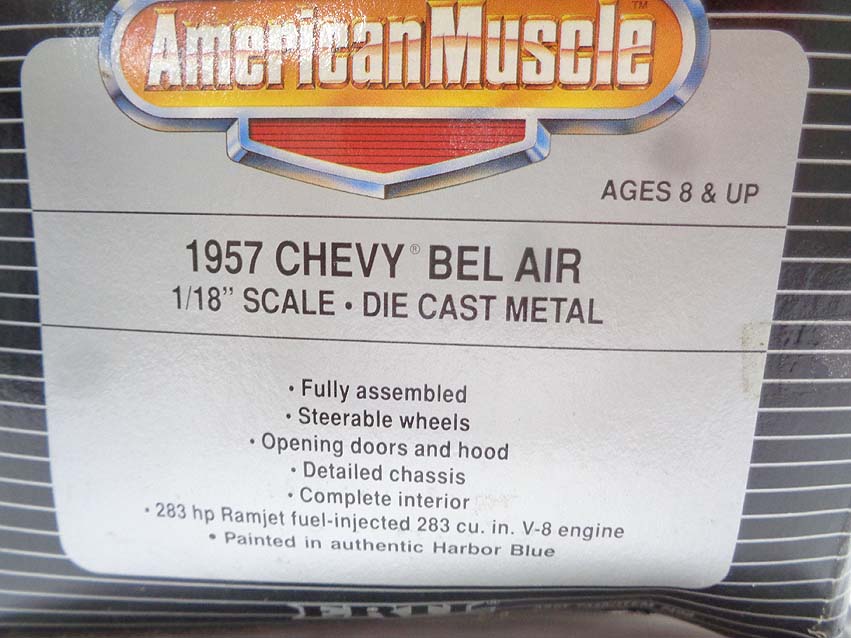 AmericanMuscle™
AGES 8 & UP
1957 CHEVY® BEL AIR
1/18" SCALE • DIE CAST METAL
• Fully assembled
• Steerable wheels
• Opening doors and hood
• Detailed chassis
• Complete interior
• 283 hp Ramjet fuel-injected 283 cu. in. V-8 engine
• Painted in authentic Harbor Blue
ERTL